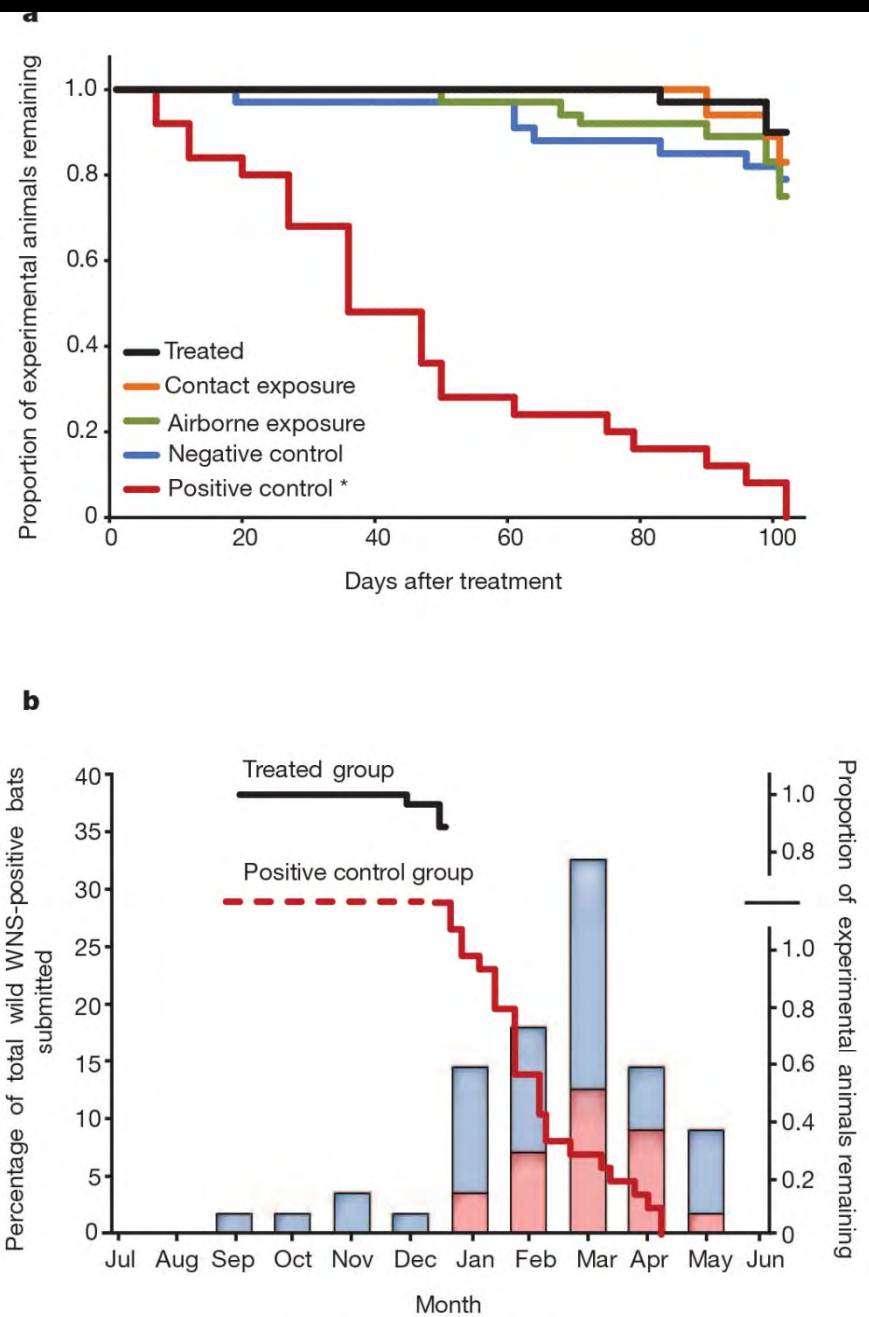 a
Proportion of experimental animals remaining
1.0
0.8
0.6
0.4
0.2
0
Treated
Contact exposure
Airborne exposure
Negative control
Positive control *
0 20 40 60 80 100
Days after treatment
b
Percentage of total wild WNS-positive bats
submitted
40
35
30
25
20
15
10
5
0
Treated group
Positive control group
1.0
0.8
1.0
0.8
0.6
0.4
0.2
0
Proportion of experimental animals remaining
Jul Aug Sep Oct Nov Dec Jan Feb Mar Apr May Jun
Month